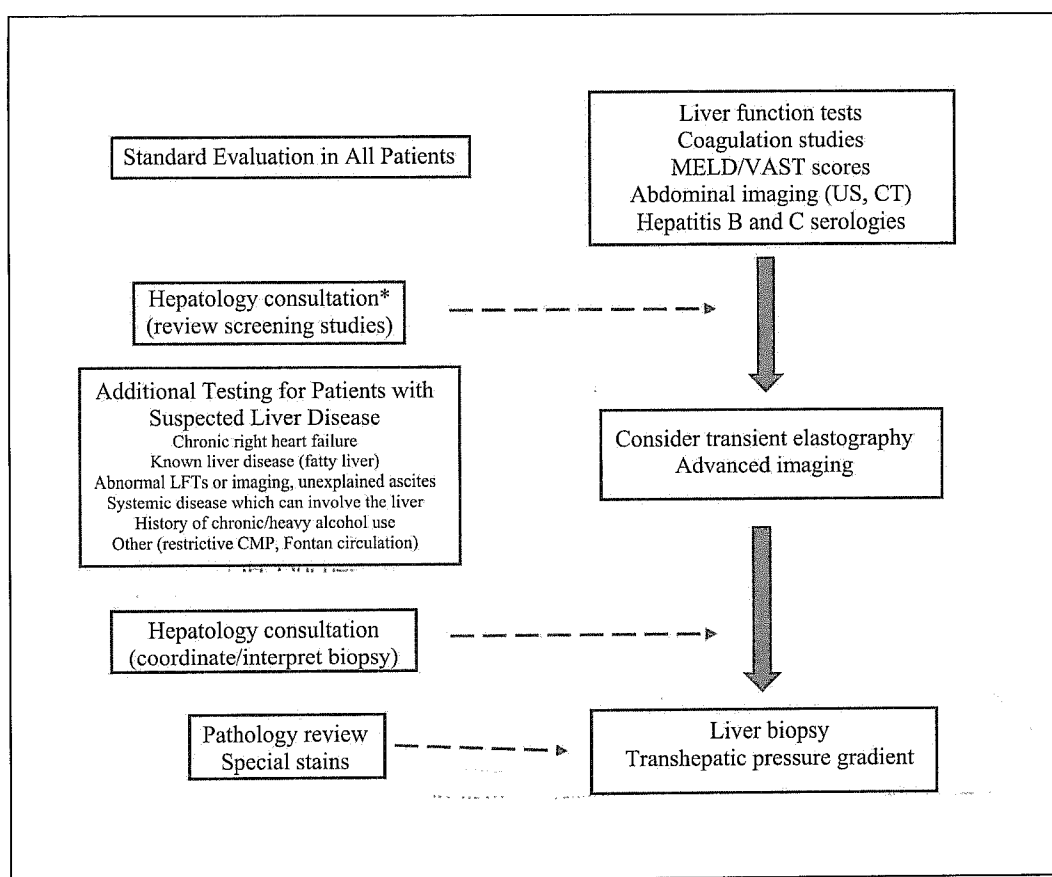 Standard Evaluation in All Patients
Liver function tests
Coagulation studies
MELD/VAST scores
Abdominal imaging (US, CT)
Hepatitis B and C serologies
Hepatology consultation*
(review screening studies)
Additional Testing for Patients with
Suspected Liver Disease
Chronic right heart failure
Known liver disease (fatty liver)
Abnormal LFTs or imaging, unexplained ascites
Systemic disease which can involve the liver
History of chronic/heavy alcohol use
Other (restrictive CMP, Fontan circulation)
Consider transient elastography
Advanced imaging
Hepatology consultation
(coordinate/interpret biopsy)
Pathology review
Special stains
Liver biopsy
Transhepatic pressure gradient